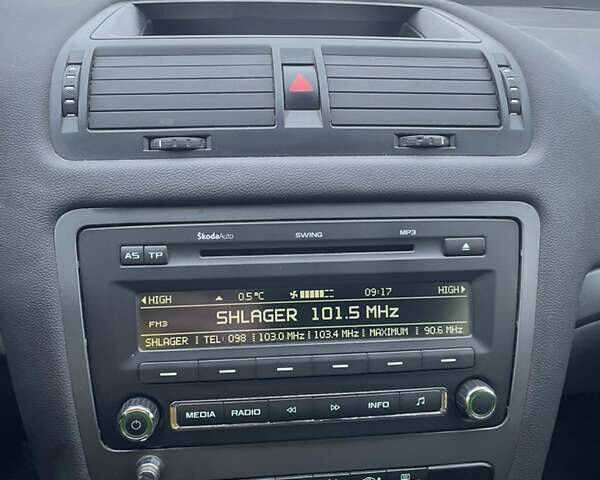 ŠkodaAuto SWING MP3
AS TP
HIGH 0.5°C 09:17 HIGH
SHLAGER 101.5 MHz
FM3
SHLAGER TEL: 098 103.0 MHz 103.4 MHz MAXIMUM 90.6 MHz
MEDIA RADIO INFO